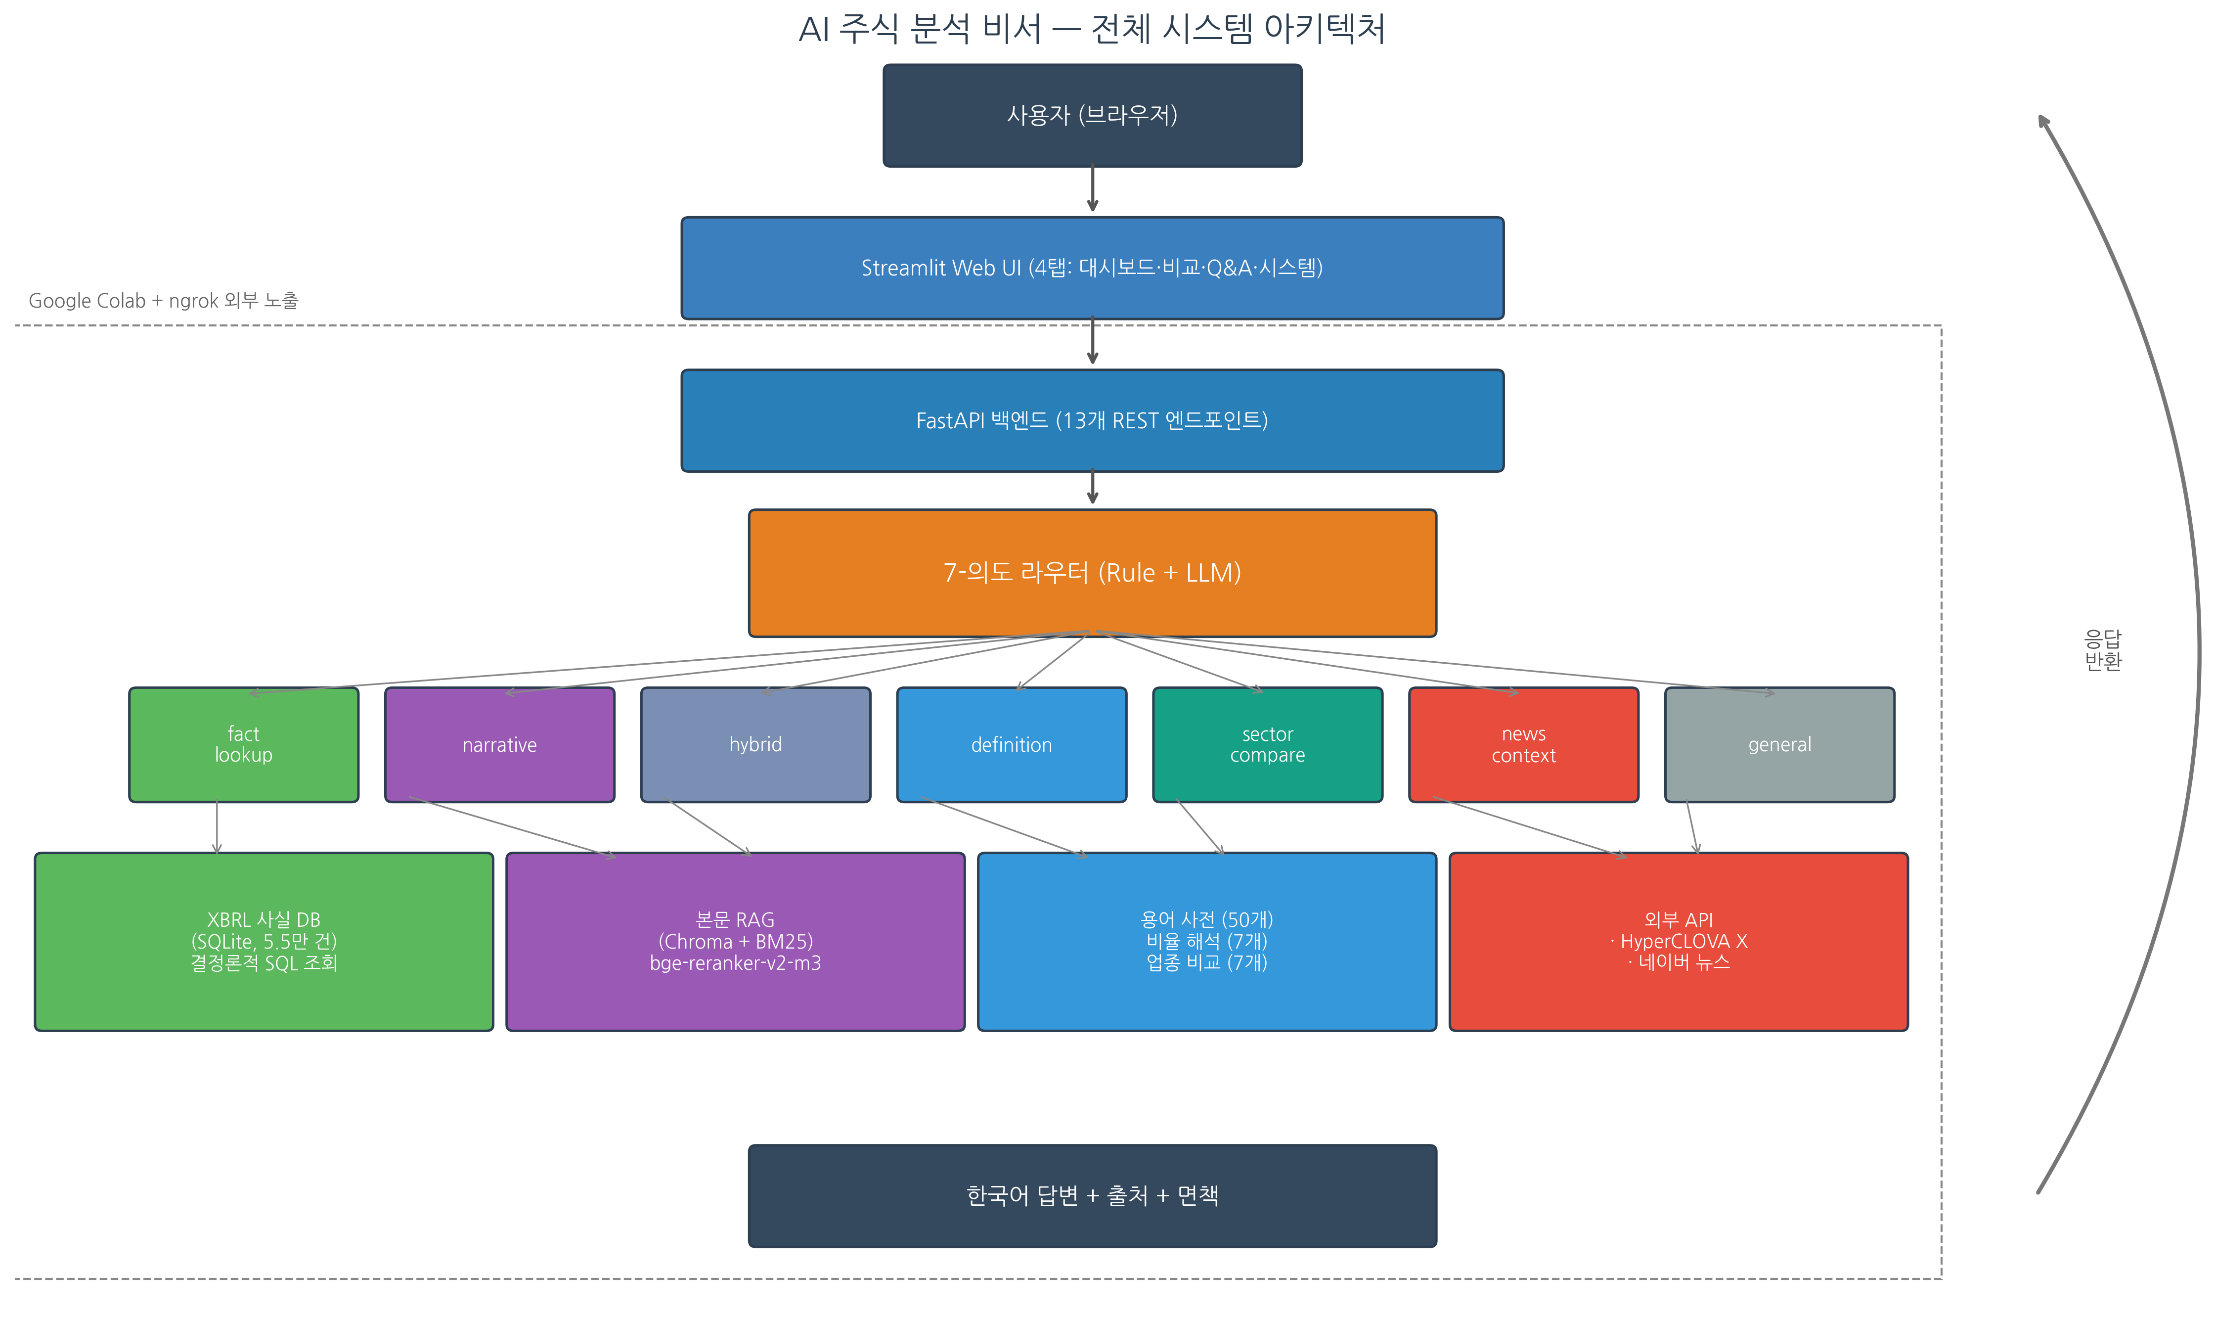 AI 주식 분석 비서 — 전체 시스템 아키텍처
사용자 (브라우저)
Streamlit Web UI (4탭: 대시보드·비교·Q&A·시스템)
Google Colab + ngrok 외부 노출
FastAPI 백엔드 (13개 REST 엔드포인트)
7-의도 라우터 (Rule + LLM)
응답
반환
fact
lookup
narrative
hybrid
definition
sector
compare
news
context
general
XBRL 사실 DB
(SQLite, 5.5만 건)
결정론적 SQL 조회
본문 RAG
(Chroma + BM25)
bge-reranker-v2-m3
용어 사전 (50개)
비율 해석 (7개)
업종 비교 (7개)
외부 API
· HyperCLOVA X
· 네이버 뉴스
한국어 답변 + 출처 + 면책